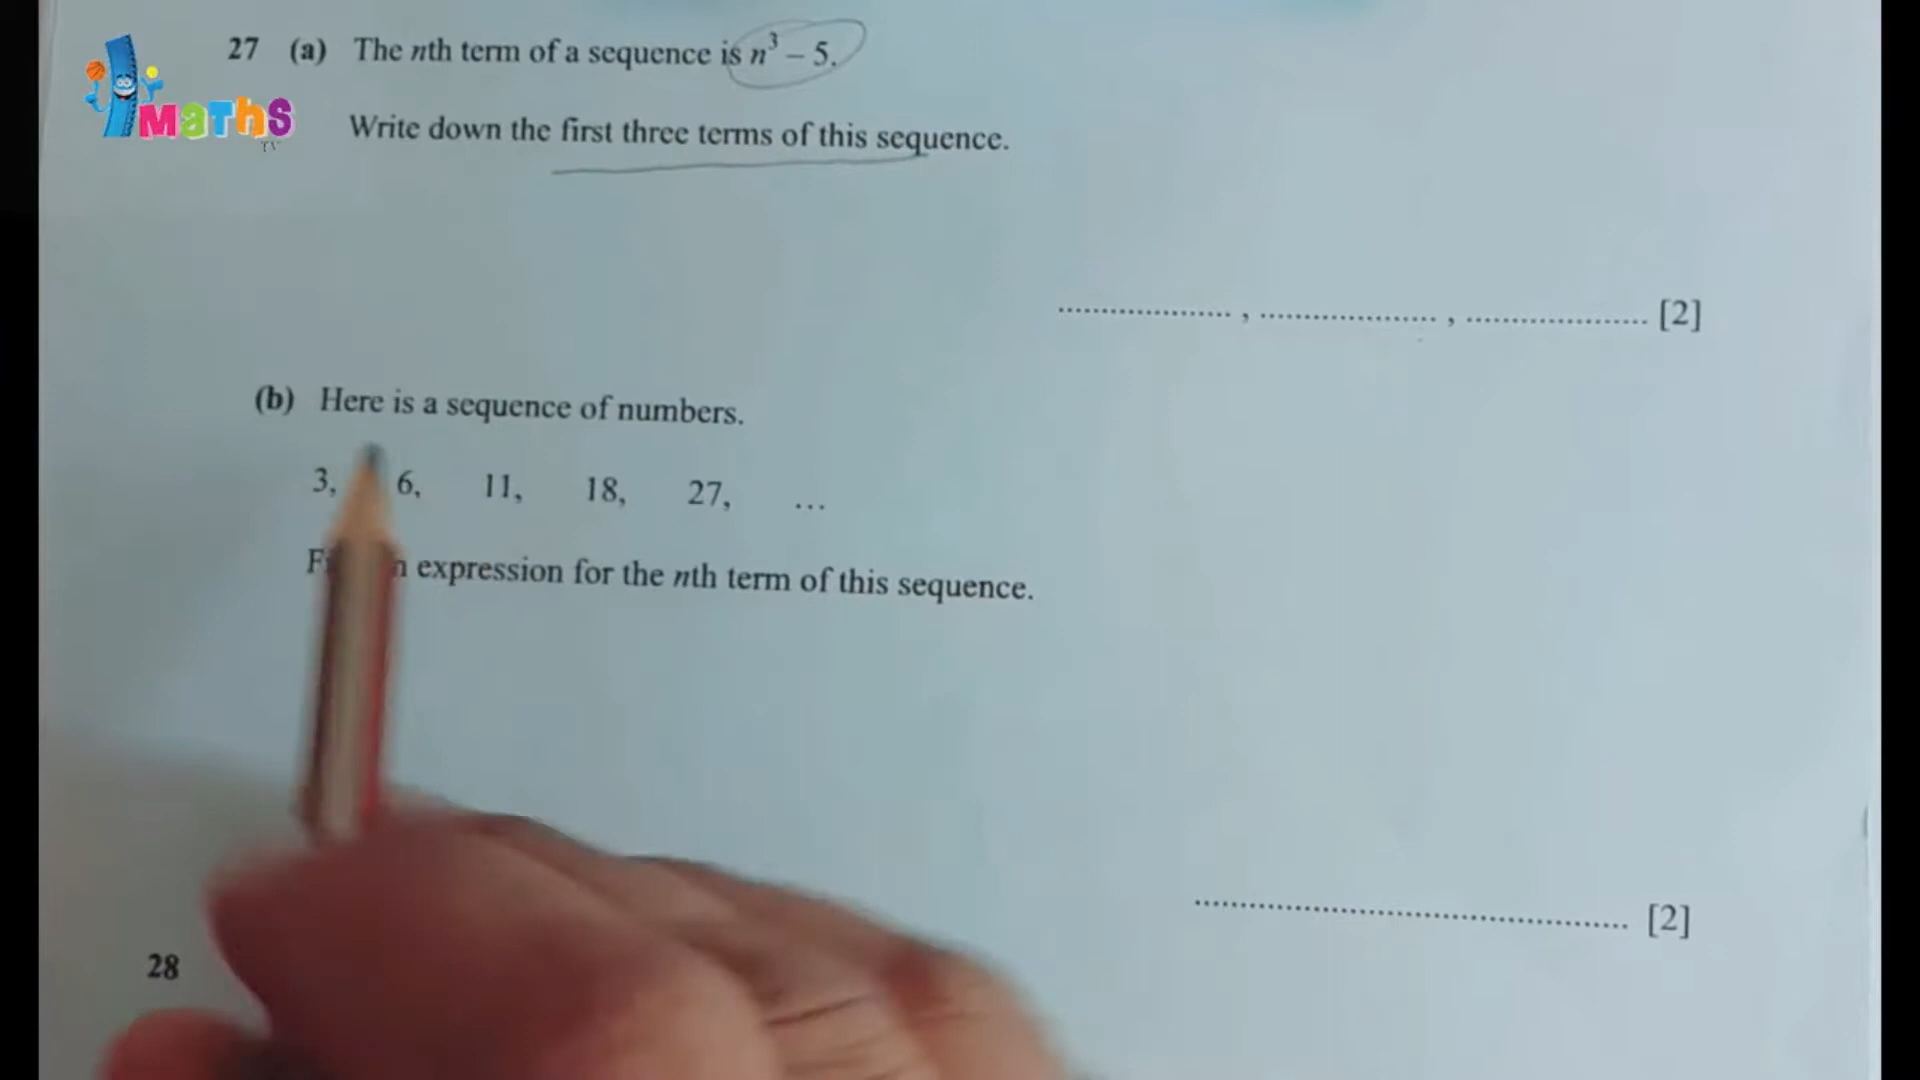 27 (a) The nth term of a sequence is n³ – 5.
MaTHS
TV
Write down the first three terms of this sequence.
.................... , .................... , .................... [2]
(b) Here is a sequence of numbers.
3, 6, 11, 18, 27, ...
expression for the nth term of this sequence.
.................................................. [2]
28